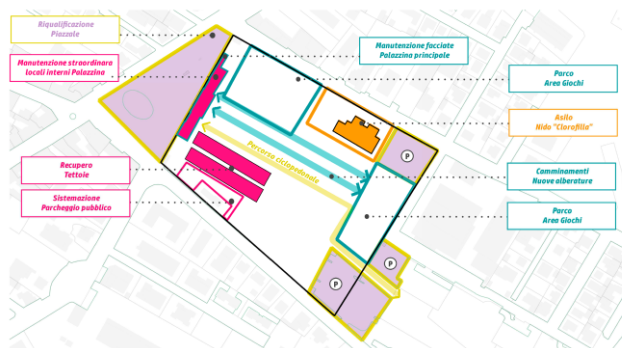 Riqualificazione
Piazzale
Manutenzione straordinaro
locali interni Palazzina
Manutenzione facciate
Palazzina principale
Parco
Area Giochi
Asilo
Nido "Clorofilla"
P
Percorso ciclopedonale
Recupero
Tettoie
Camminamenti
Nuove alberature
Sistemazione
Parcheggio pubblico
Parco
Area Giochi
P
P